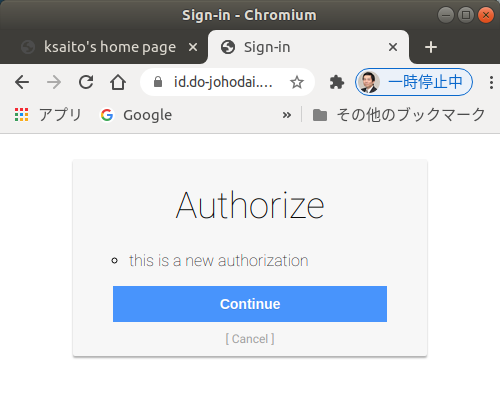 Sign-in - Chromium
ksaito's home page
Sign-in
id.do-johodai....
一時停止中
アプリ
Google
»
その他のブックマーク
Authorize
this is a new authorization
Continue
[ Cancel ]